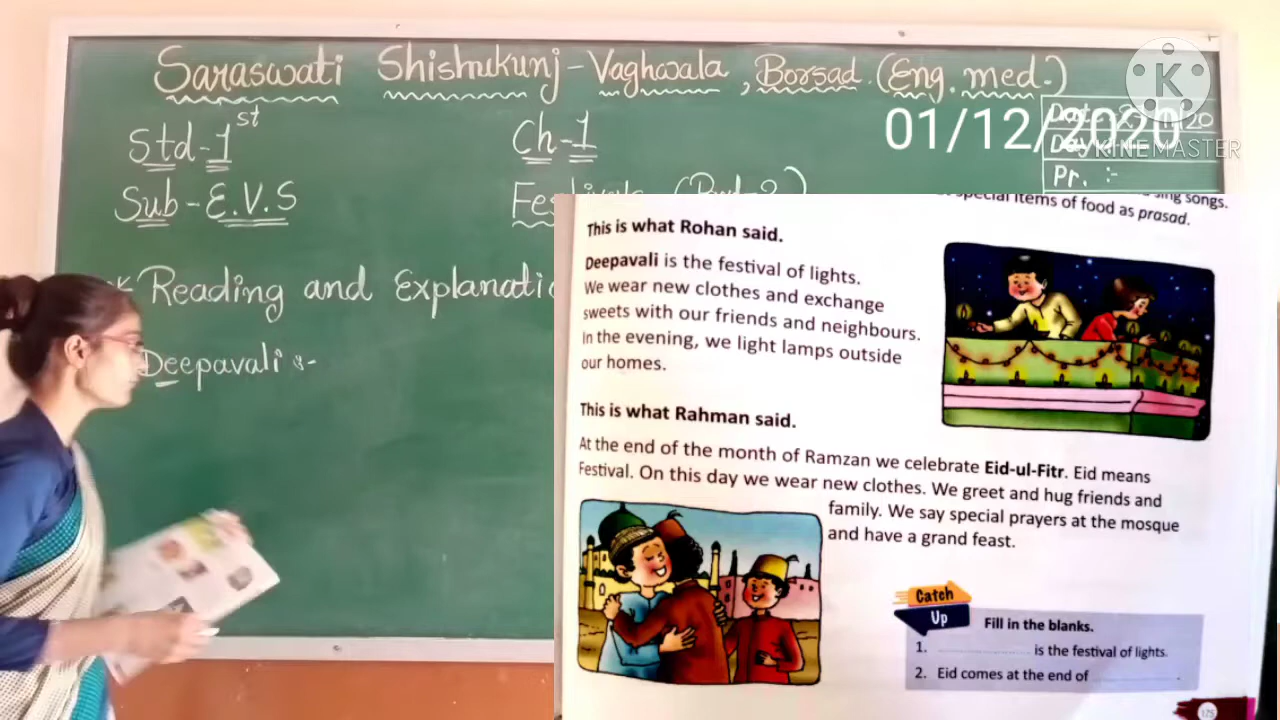 Saraswati Shishukunj-Vaghwala, Borsad. (Eng. med.)
Std-1st
Ch-1
01/12/2020
KINEMASTER
K
Pr. :-
Sub-E.V.S
* Reading and Explanati
Deepavali :-
special items of food as prasad.
songs.
This is what Rohan said.
Deepavali is the festival of lights.
We wear new clothes and exchange
sweets with our friends and neighbours.
In the evening, we light lamps outside
our homes.
This is what Rahman said.
At the end of the month of Ramzan we celebrate Eid-ul-Fitr. Eid means
Festival. On this day we wear new clothes. We greet and hug friends and
family. We say special prayers at the mosque
and have a grand feast.
Catch
Up
Fill in the blanks.
1. ............ is the festival of lights.
2. Eid comes at the end of ............ .